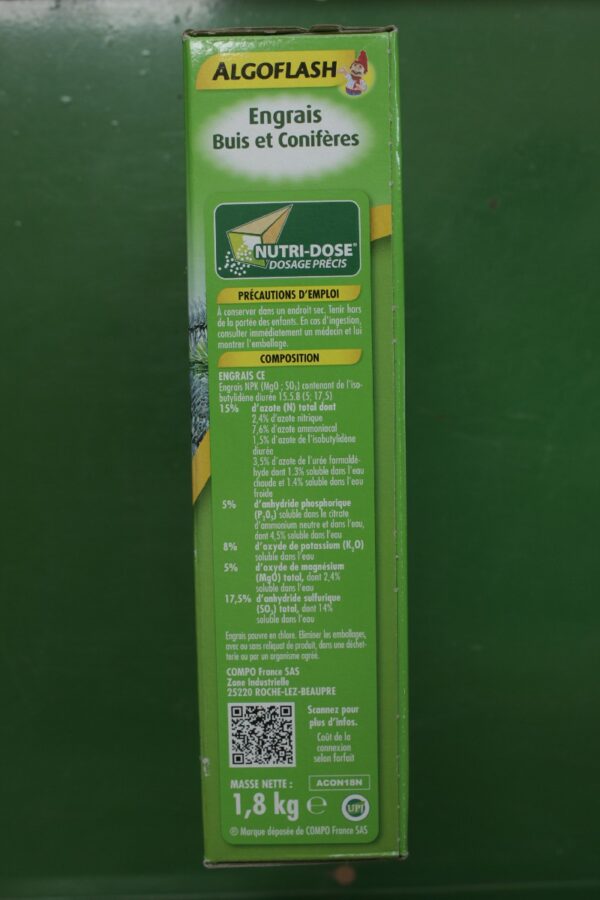 ALGOFLASH
Engrais
Buis et Conifères
NUTRI-DOSE®
DOSAGE PRÉCIS
PRÉCAUTIONS D'EMPLOI
À conserver dans un endroit sec. Tenir hors
de la portée des enfants. En cas d'ingestion,
consulter immédiatement un médecin et lui
montrer l'emballage.
COMPOSITION
ENGRAIS CE
Engrais NPK (MgO ; SO₃) contenant de l'iso-
butylidène diurée 15.5.8 (5; 17,5)
15% d'azote (N) total dont
2,4% d'azote nitrique
7,6% d'azote ammoniacal
1,5% d'azote de l'isobutylidène
diurée
3,5% d'azote de l'urée formaldé-
hyde dont 1.3% soluble dans l'eau
chaude et 1.4% soluble dans l'eau
froide
5% d'anhydride phosphorique
(P₂O₅) soluble dans le citrate
d'ammonium neutre et dans l'eau,
dont 4,5% soluble dans l'eau
8% d'oxyde de potassium (K₂O)
soluble dans l'eau
5% d'oxyde de magnésium
(MgO) total, dont 2,4%
soluble dans l'eau
17,5% d'anhydride sulfurique
(SO₃) total, dont 14%
soluble dans l'eau
Engrais pauvre en chlore. Eliminer les emballages,
avec ou sans reliquat de produit, dans une déchet-
terie ou par un organisme agréé.
COMPO France SAS
Zone Industrielle
25220 ROCHE-LEZ-BEAUPRE
Scannez pour
plus d'infos.
Coût de la
connexion
selon forfait
MASSE NETTE :
1,8 kg e
ACON18N
UPJ
® Marque déposée de COMPO France SAS